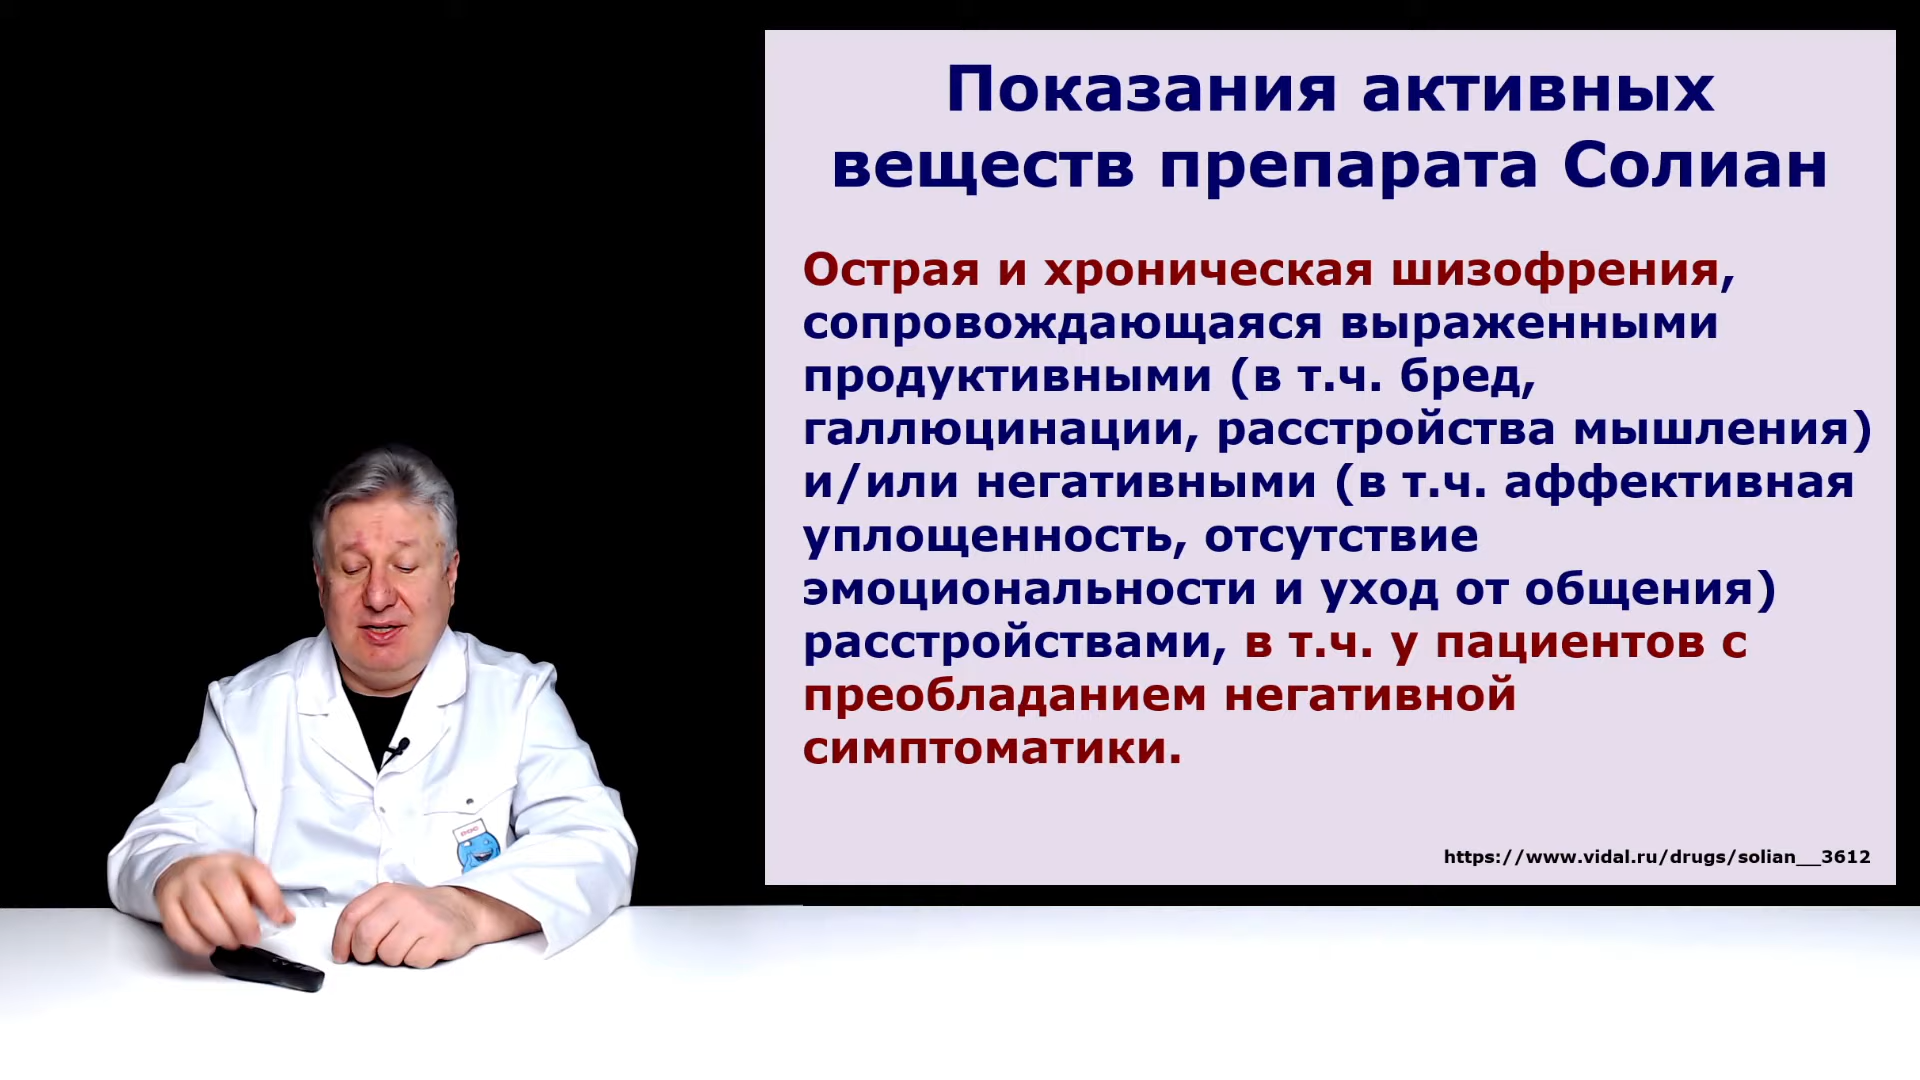 Показания активных
веществ препарата Солиан
Острая и хроническая шизофрения,
сопровождающаяся выраженными
продуктивными (в т.ч. бред,
галлюцинации, расстройства мышления)
и/или негативными (в т.ч. аффективная
уплощенность, отсутствие
эмоциональности и уход от общения)
расстройствами, в т.ч. у пациентов с
преобладанием негативной
симптоматики.
https://www.vidal.ru/drugs/solian__3612